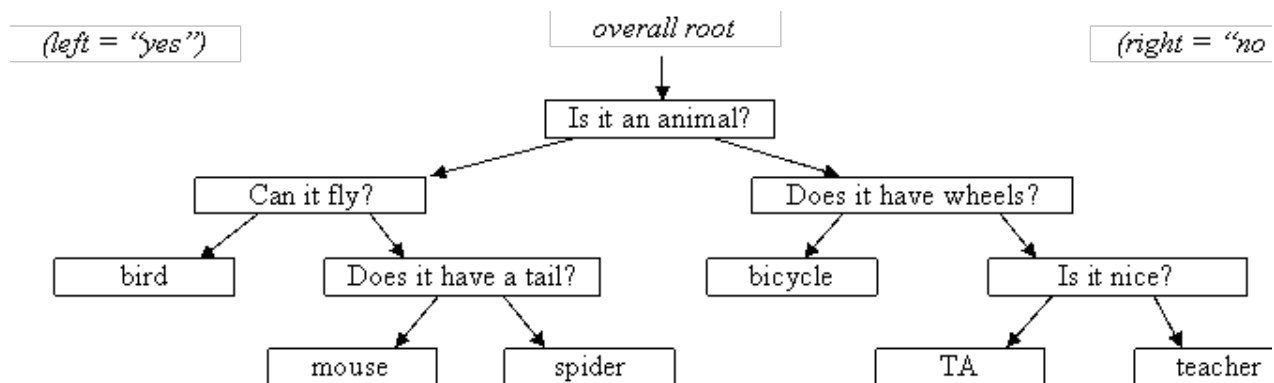 (left = “yes”)
overall root
(right = “no
Is it an animal?
Can it fly?
Does it have wheels?
bird
Does it have a tail?
bicycle
Is it nice?
mouse
spider
TA
teacher